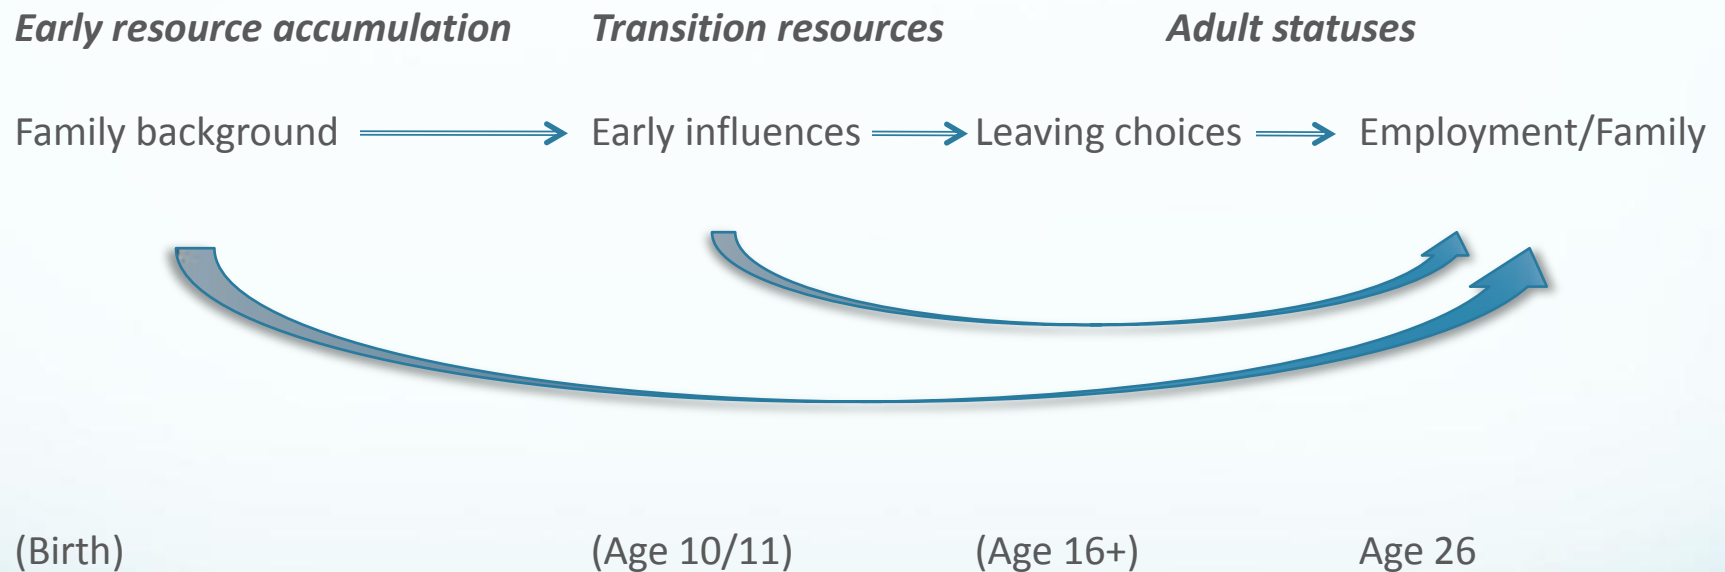 Early resource accumulation Transition resources Adult statuses
Family background Early influences Leaving choices Employment/Family
(Birth) (Age 10/11) (Age 16+) Age 26